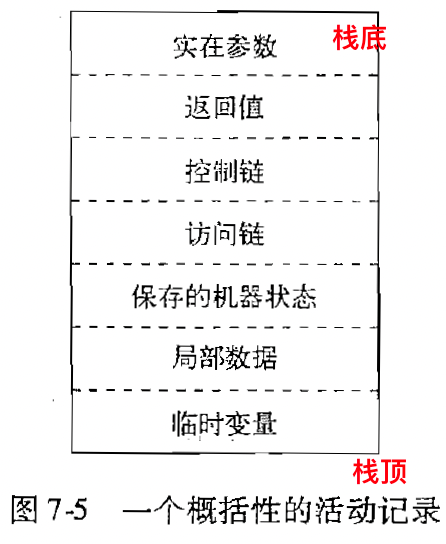 实在参数 栈底
返回值
控制链
访问链
保存的机器状态
局部数据
临时变量
栈顶
图 7-5 一个概括性的活动记录